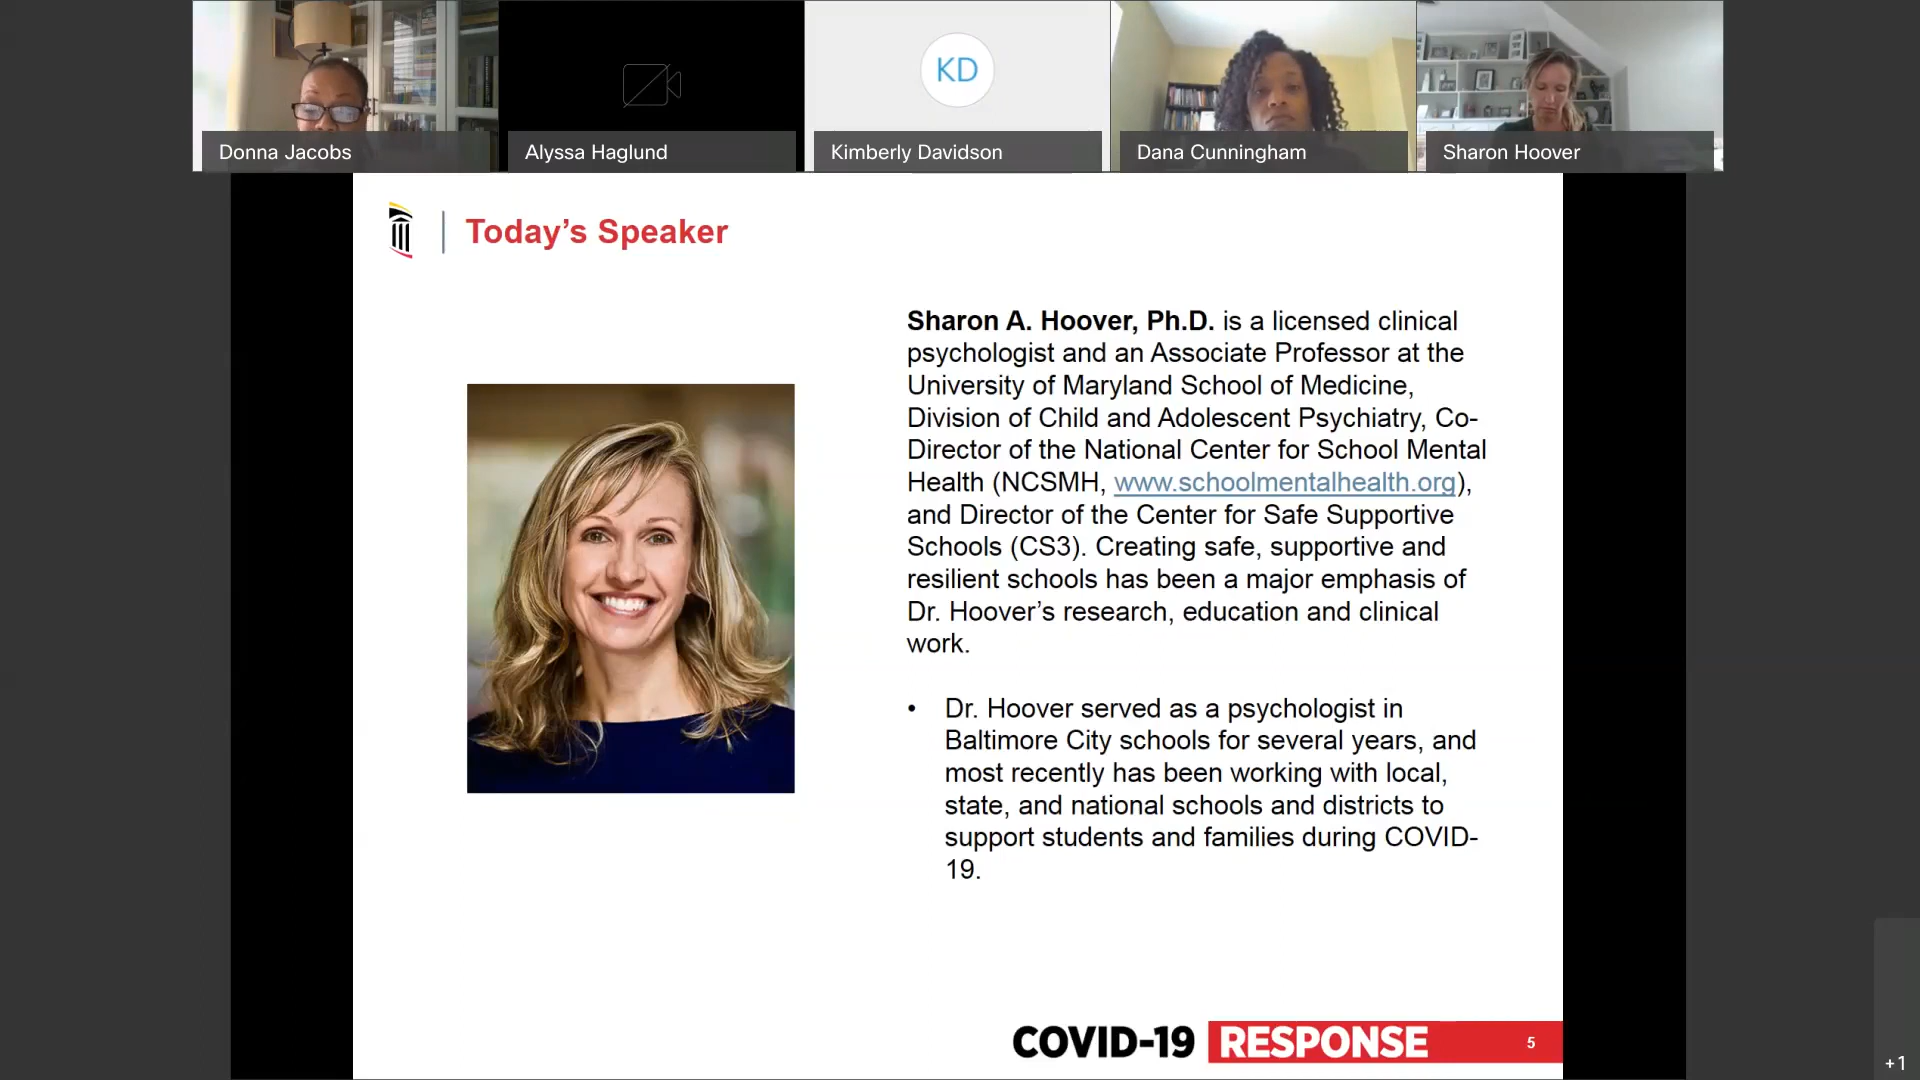 Donna Jacobs
Alyssa Haglund
KD
Kimberly Davidson
Dana Cunningham
Sharon Hoover
Today’s Speaker
Sharon A. Hoover, Ph.D. is a licensed clinical
psychologist and an Associate Professor at the
University of Maryland School of Medicine,
Division of Child and Adolescent Psychiatry, Co-
Director of the National Center for School Mental
Health (NCSMH, www.schoolmentalhealth.org),
and Director of the Center for Safe Supportive
Schools (CS3). Creating safe, supportive and
resilient schools has been a major emphasis of
Dr. Hoover’s research, education and clinical
work.
• Dr. Hoover served as a psychologist in
Baltimore City schools for several years, and
most recently has been working with local,
state, and national schools and districts to
support students and families during COVID-
19.
COVID-19 RESPONSE 5
+1